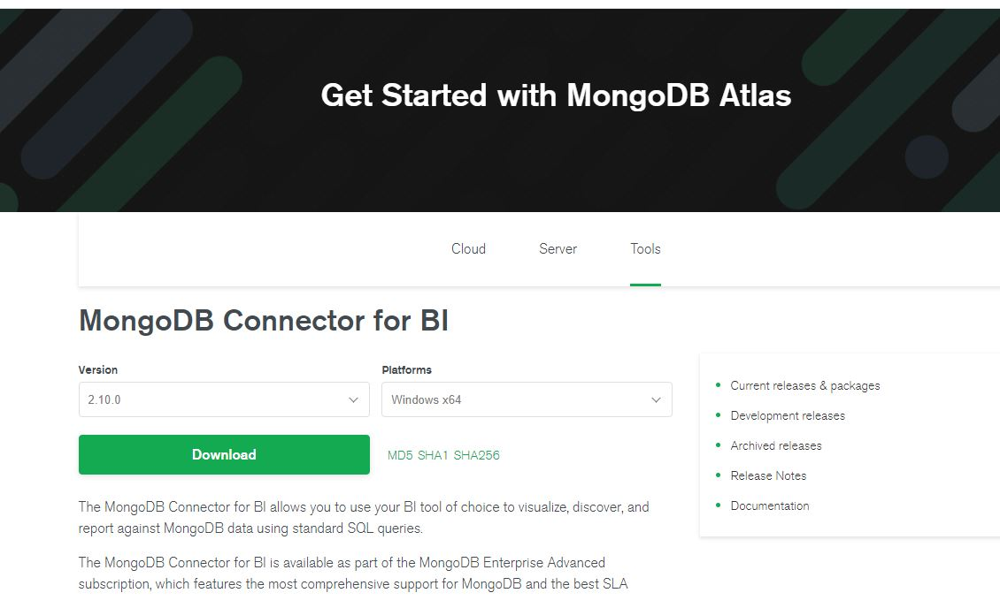 Get Started with MongoDB Atlas
Cloud Server Tools
MongoDB Connector for BI
Version Platforms
2.10.0 Windows x64
Download MD5 SHA1 SHA256
The MongoDB Connector for BI allows you to use your BI tool of choice to visualize, discover, and
report against MongoDB data using standard SQL queries.
The MongoDB Connector for BI is available as part of the MongoDB Enterprise Advanced
subscription, which features the most comprehensive support for MongoDB and the best SLA
Current releases & packages
Development releases
Archived releases
Release Notes
Documentation